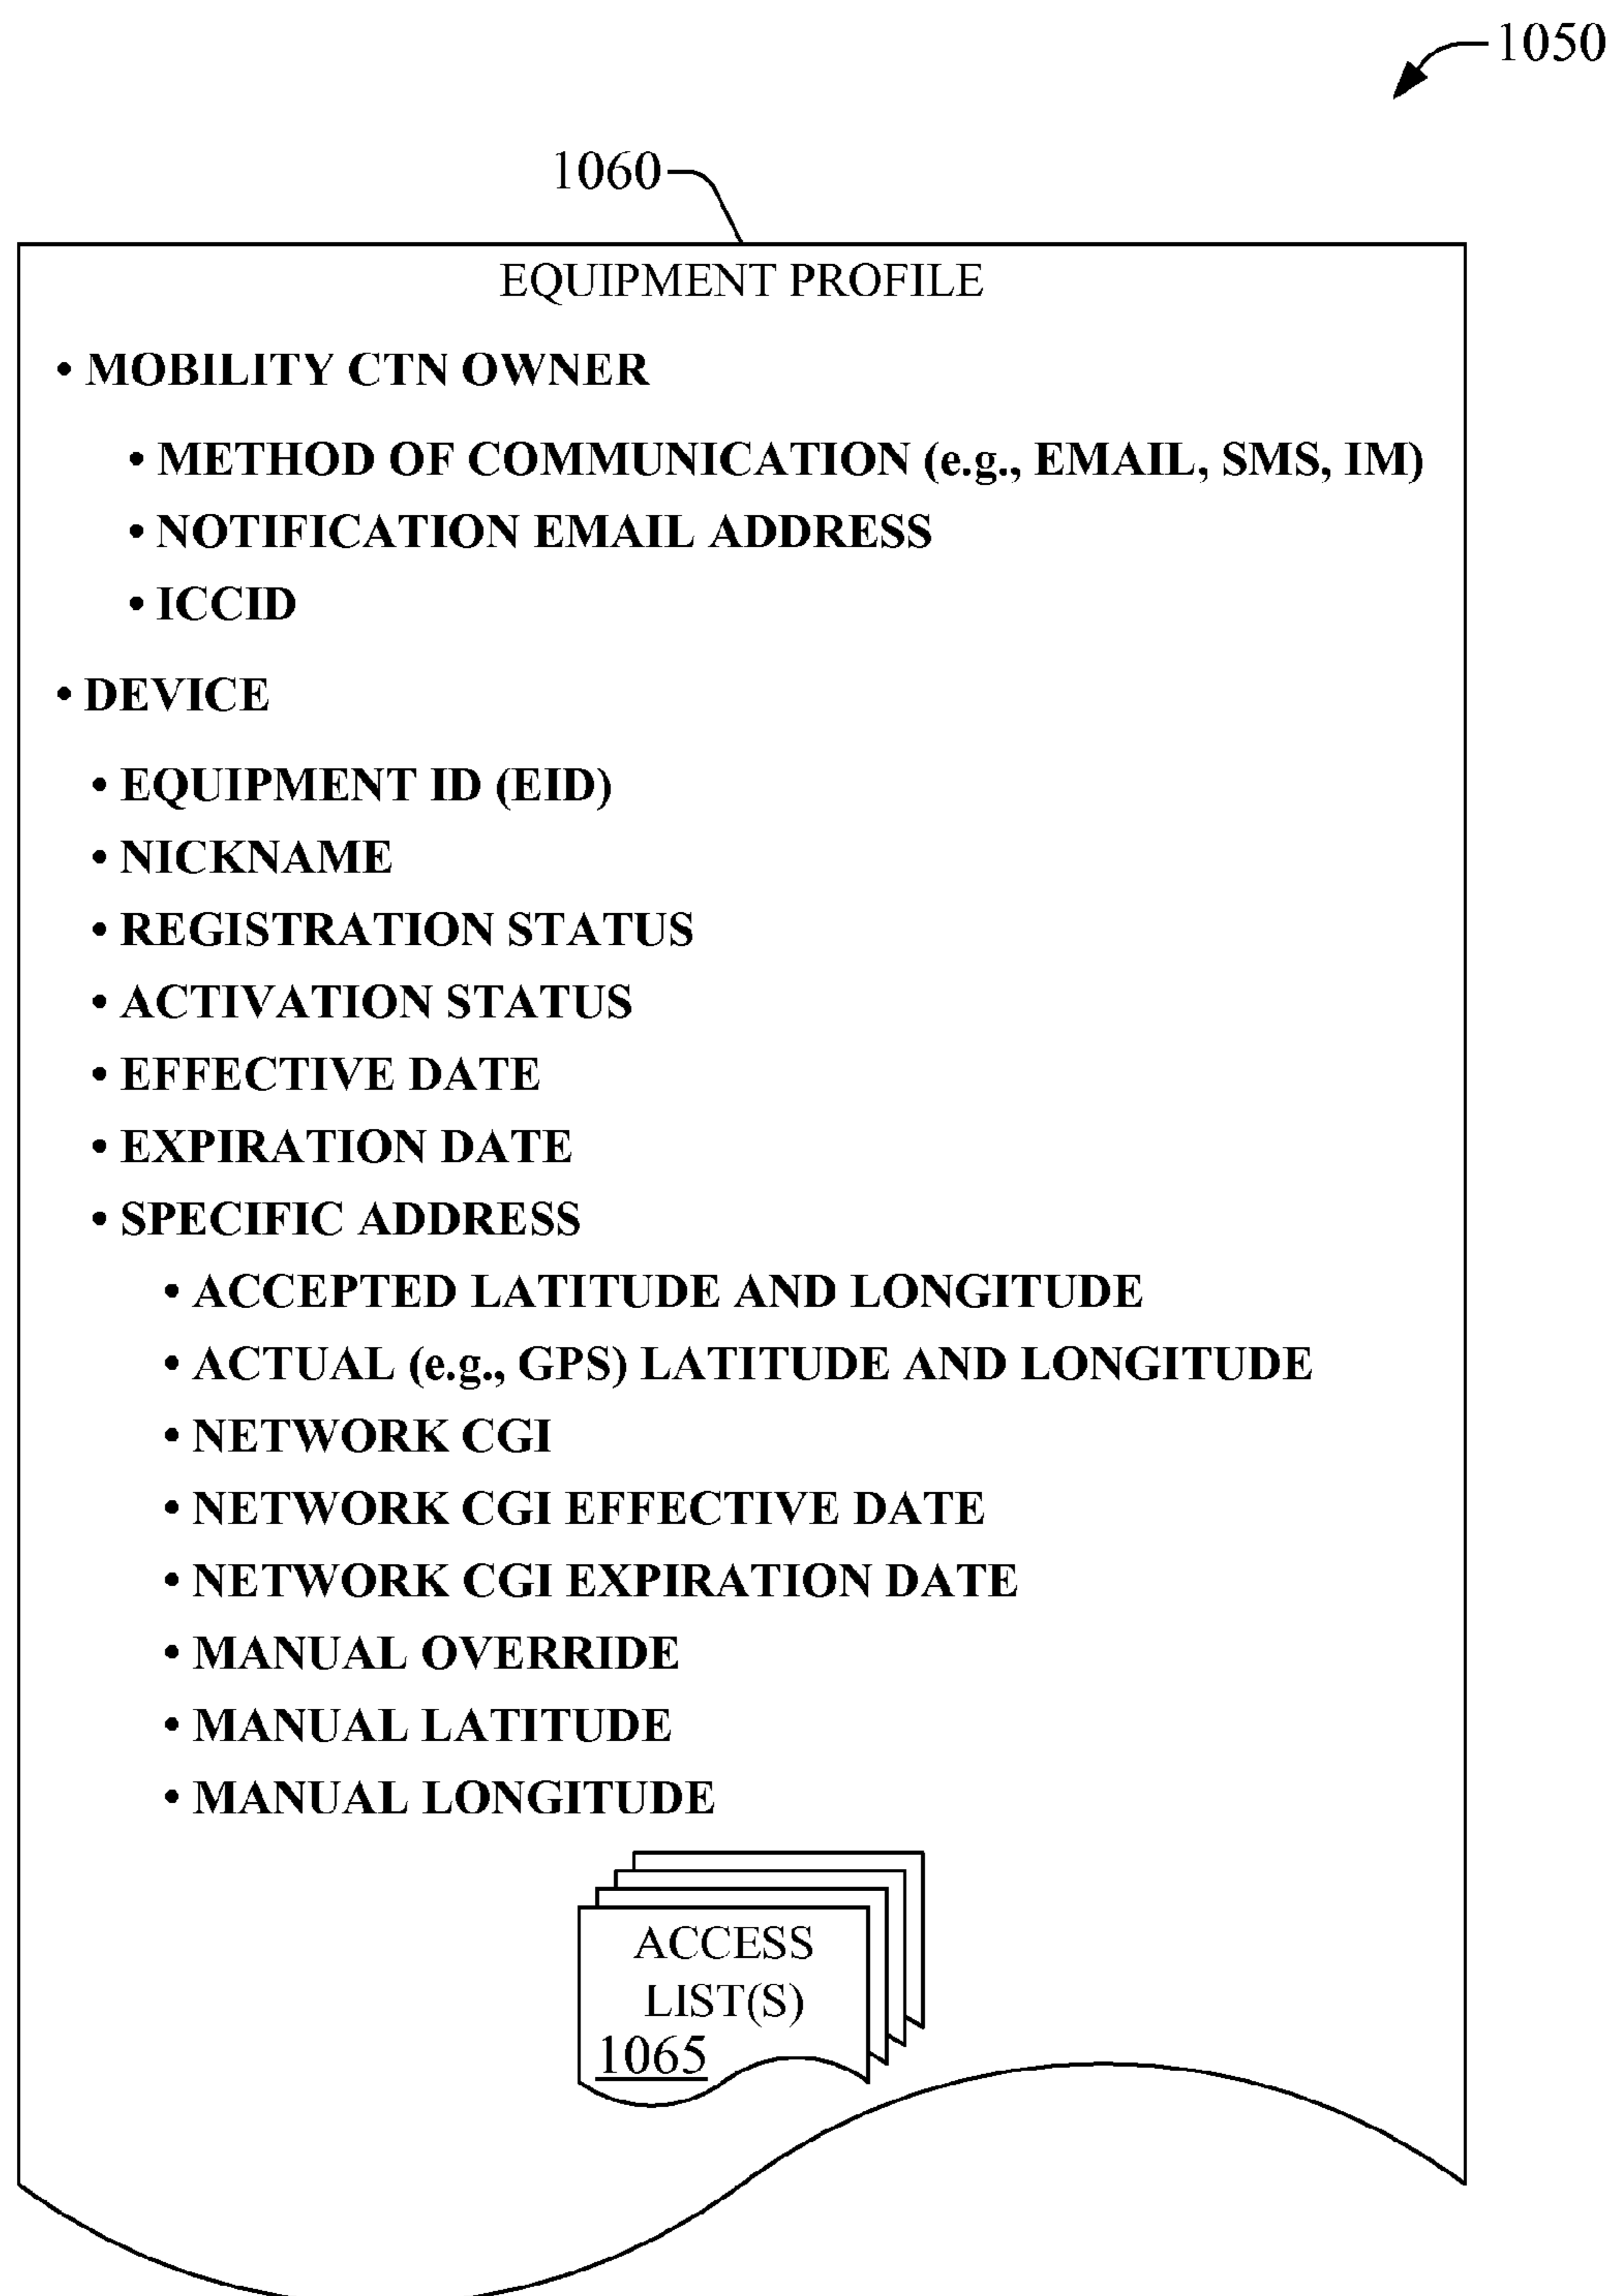 1050
1060
EQUIPMENT PROFILE
• MOBILITY CTN OWNER
• METHOD OF COMMUNICATION (e.g., EMAIL, SMS, IM)
• NOTIFICATION EMAIL ADDRESS
• ICCID
• DEVICE
• EQUIPMENT ID (EID)
• NICKNAME
• REGISTRATION STATUS
• ACTIVATION STATUS
• EFFECTIVE DATE
• EXPIRATION DATE
• SPECIFIC ADDRESS
• ACCEPTED LATITUDE AND LONGITUDE
• ACTUAL (e.g., GPS) LATITUDE AND LONGITUDE
• NETWORK CGI
• NETWORK CGI EFFECTIVE DATE
• NETWORK CGI EXPIRATION DATE
• MANUAL OVERRIDE
• MANUAL LATITUDE
• MANUAL LONGITUDE
ACCESS
LIST(S)
1065